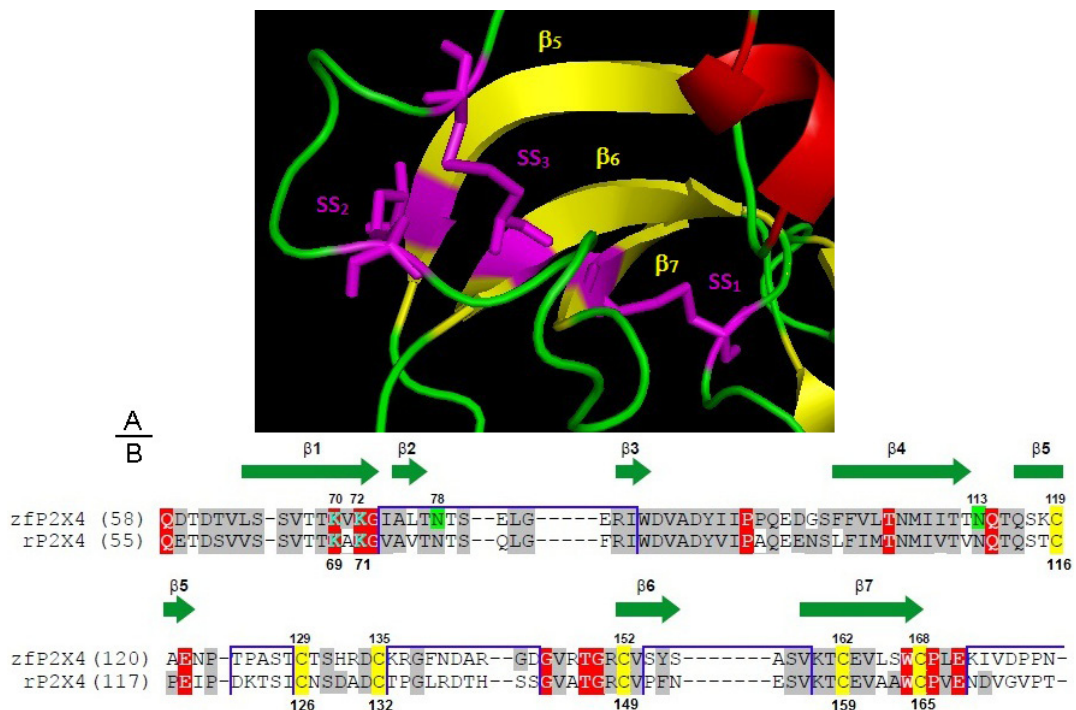 β5
SS3
β6
SS2
β7
SS1
A
B
β1 β2 β3 β4 β5
70 72 78 113 119
zfP2X4 (58) QDTDTVLS-SVTTKVKGIALTNTS--ELG-----ERIWDVADYIIPPQEDGSFFVLTNMIITTNQTQSKC
rP2X4 (55) QETDSVVS-SVTTKAKGVAVTNTS--QLG-----FRIWDVADYVIPAQEENSLFIMTNMIVTVNQTQSTC
69 71 116
β5 β6 β7
129 135 152 162 168
zfP2X4 (120) AENP-TPASTCTSHRDCKRGFNDAR--GDGVRTGRCVSYS-------ASVKTCEVLSWCPLEKIVDPPN-
rP2X4 (117) PEIP-DKTSICNSDADCTPGLRDTH--SSGVATGRCVPFN-------ESVKTCEVAAWCPVENDVGVPT-
126 132 149 159 165